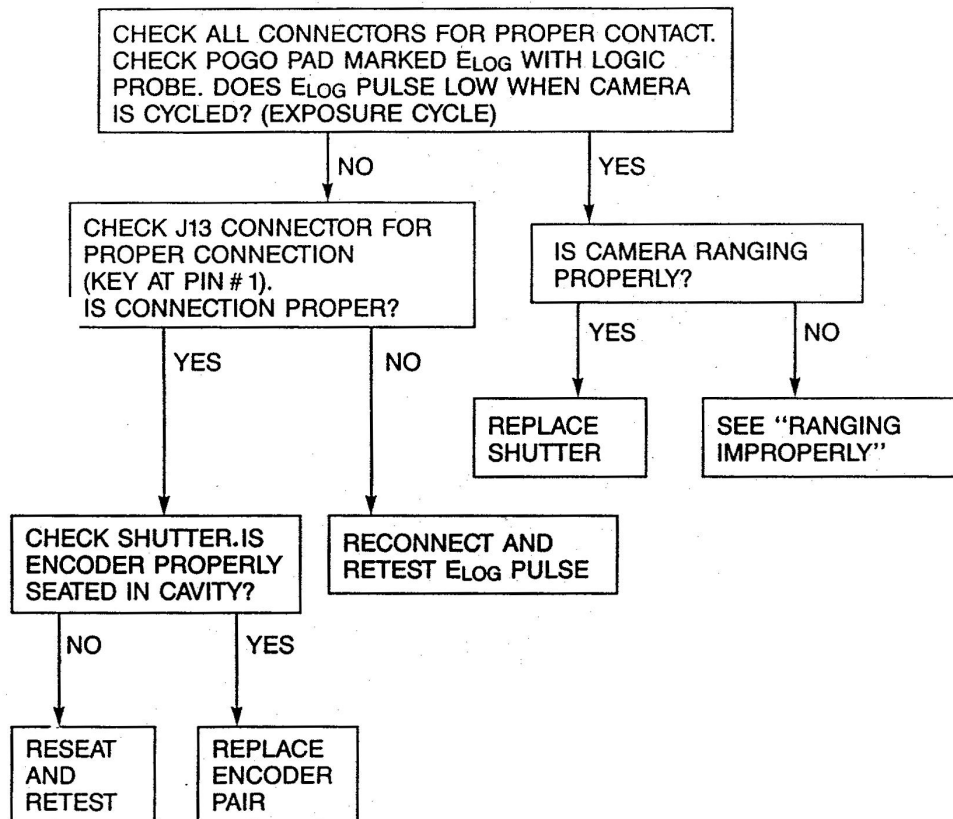 CHECK ALL CONNECTORS FOR PROPER CONTACT.
CHECK POGO PAD MARKED ELOG WITH LOGIC
PROBE. DOES ELOG PULSE LOW WHEN CAMERA
IS CYCLED? (EXPOSURE CYCLE)
NO
YES
CHECK J13 CONNECTOR FOR
PROPER CONNECTION
(KEY AT PIN # 1).
IS CONNECTION PROPER?
IS CAMERA RANGING
PROPERLY?
YES
NO
YES
NO
REPLACE
SHUTTER
SEE "RANGING
IMPROPERLY"
CHECK SHUTTER. IS
ENCODER PROPERLY
SEATED IN CAVITY?
RECONNECT AND
RETEST ELOG PULSE
NO
YES
RESEAT
AND
RETEST
REPLACE
ENCODER
PAIR